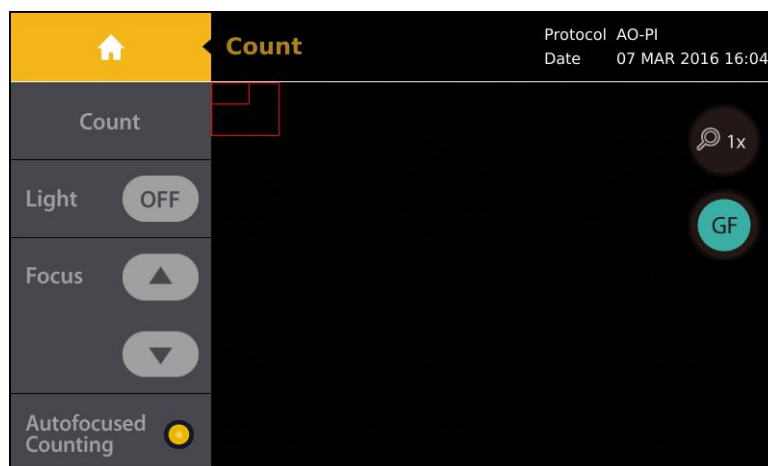 Count
Protocol AO-PI
Date 07 MAR 2016 16:04
Count
1x
Light OFF
GF
Focus
Autofocused
Counting